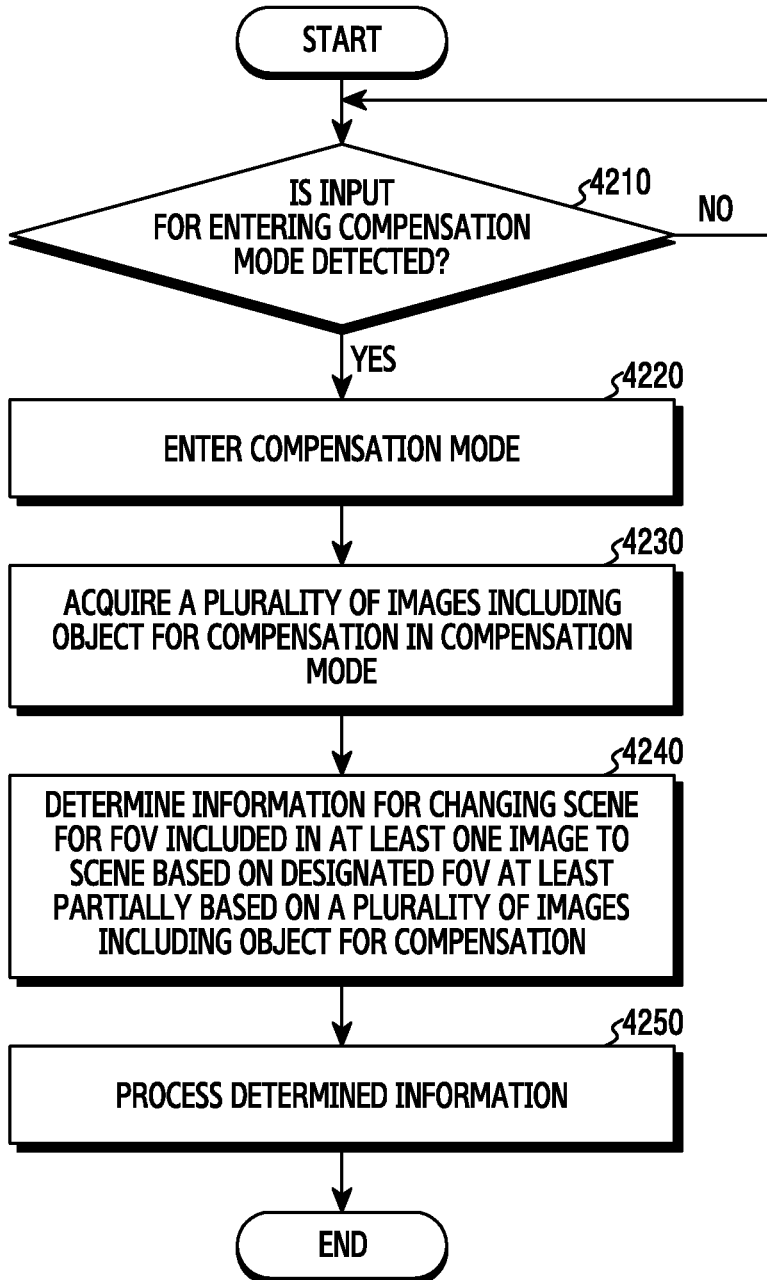 START
IS INPUT
FOR ENTERING COMPENSATION
MODE DETECTED?
4210
NO
YES
4220
ENTER COMPENSATION MODE
4230
ACQUIRE A PLURALITY OF IMAGES INCLUDING
OBJECT FOR COMPENSATION IN COMPENSATION
MODE
4240
DETERMINE INFORMATION FOR CHANGING SCENE
FOR FOV INCLUDED IN AT LEAST ONE IMAGE TO
SCENE BASED ON DESIGNATED FOV AT LEAST
PARTIALLY BASED ON A PLURALITY OF IMAGES
INCLUDING OBJECT FOR COMPENSATION
4250
PROCESS DETERMINED INFORMATION
END